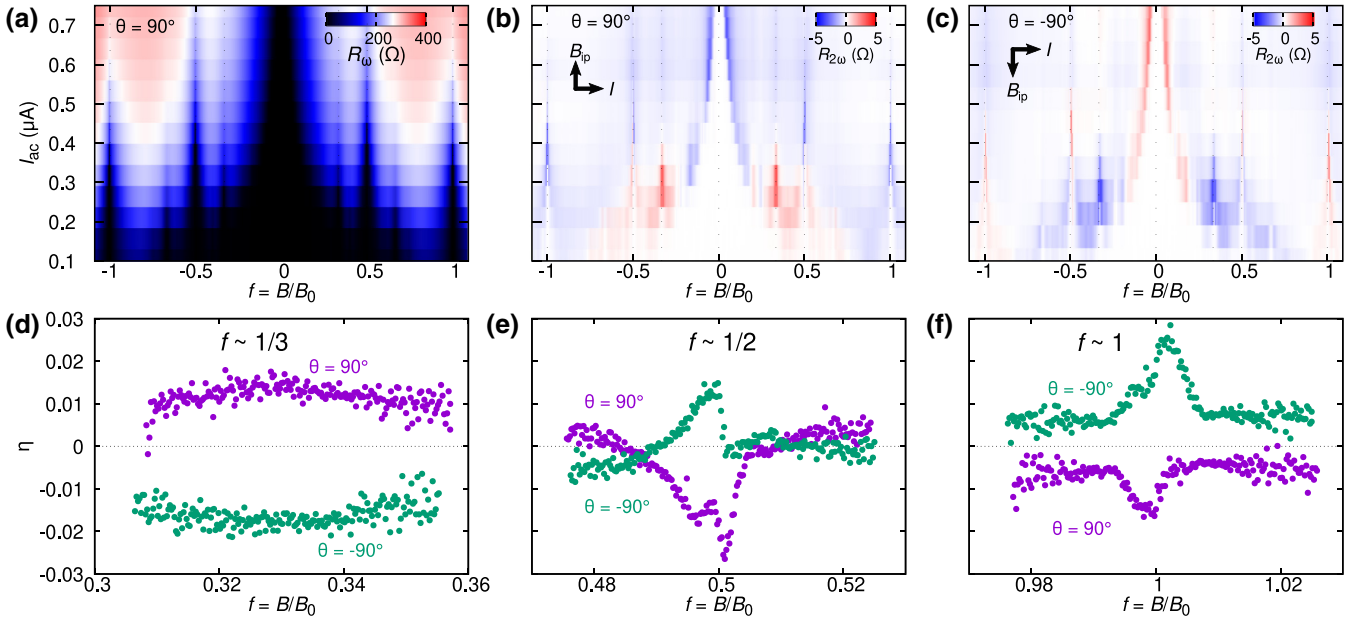 (a)
θ = 90°
0 200 400
Rω (Ω)
Iac (μA)
0.7
0.6
0.5
0.4
0.3
0.2
0.1
-1 -0.5 0 0.5 1
f = B/B0
(b)
θ = 90°
Bip
I
-5 0 5
R2ω (Ω)
-1 -0.5 0 0.5 1
f = B/B0
(c)
θ = -90°
I
Bip
-5 0 5
R2ω (Ω)
-1 -0.5 0 0.5 1
f = B/B0
(d)
f ~ 1/3
θ = 90°
θ = -90°
η
0.03
0.02
0.01
0
-0.01
-0.02
-0.03
0.3 0.32 0.34 0.36
f = B/B0
(e)
f ~ 1/2
θ = 90°
θ = -90°
0.48 0.5 0.52
f = B/B0
(f)
f ~ 1
θ = -90°
θ = 90°
0.98 1 1.02
f = B/B0